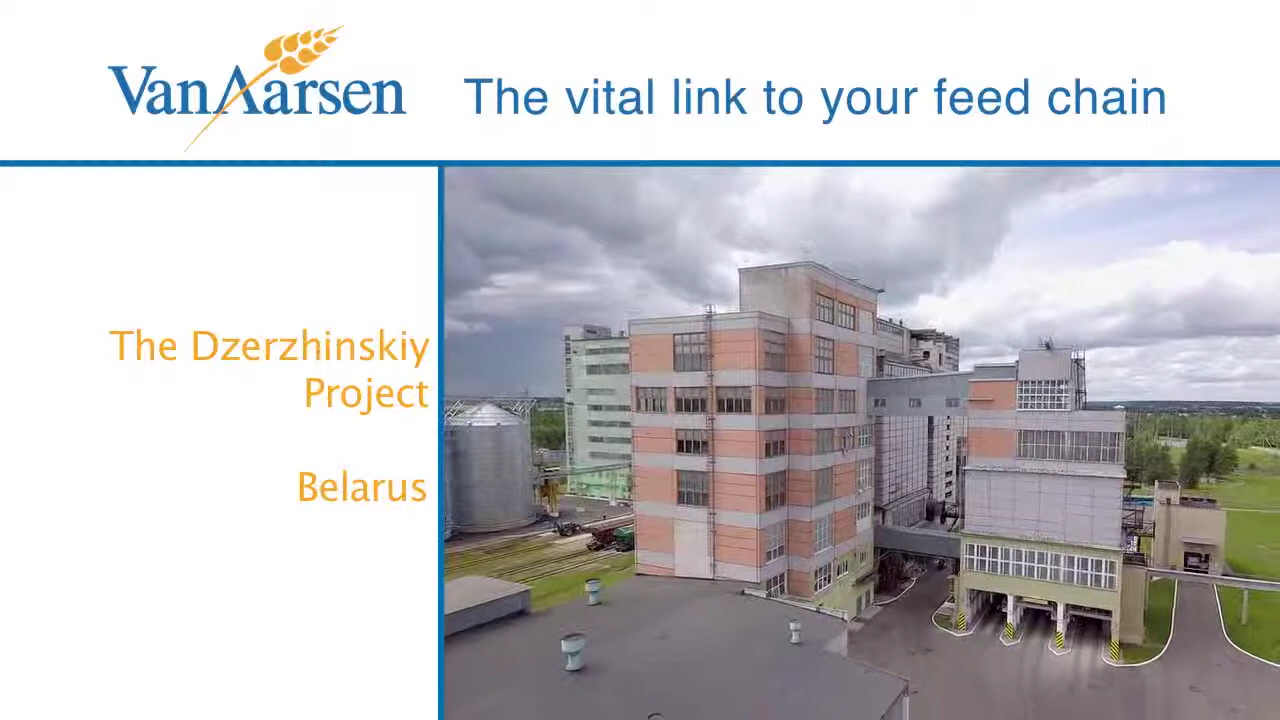 VanAarsen
The vital link to your feed chain
The Dzerzhinskiy
Project
Belarus